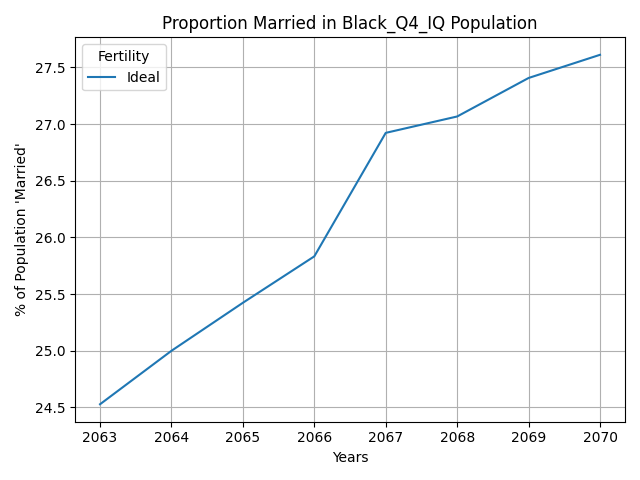 Proportion Married in Black_Q4_IQ Population
Fertility
Ideal
% of Population 'Married'
27.5
27.0
26.5
26.0
25.5
25.0
24.5
2063 2064 2065 2066 2067 2068 2069 2070
Years